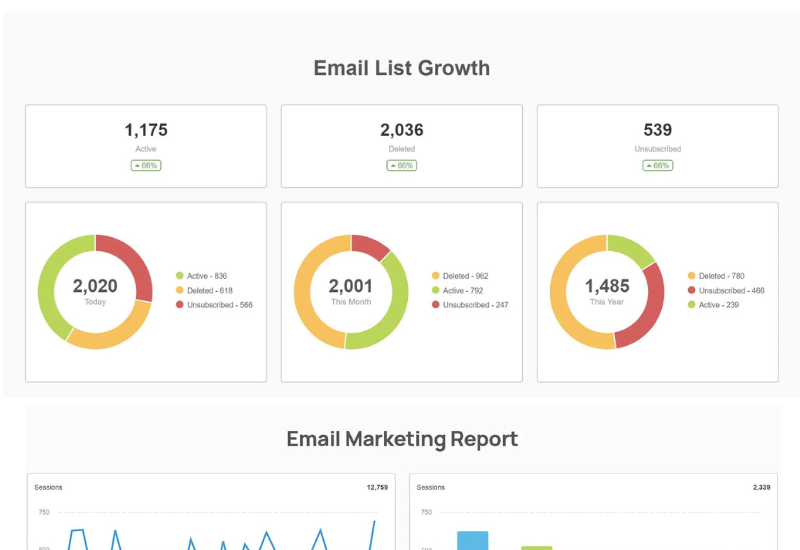 Email List Growth
1,175
Active
66%
2,036
Deleted
66%
539
Unsubscribed
66%
2,020
Today
Active - 836
Deleted - 618
Unsubscribed - 566
2,001
This Month
Deleted - 962
Active - 792
Unsubscribed - 247
1,485
This Year
Deleted - 780
Unsubscribed - 466
Active - 239
Email Marketing Report
Sessions 12,759
750
Sessions 2,339
750